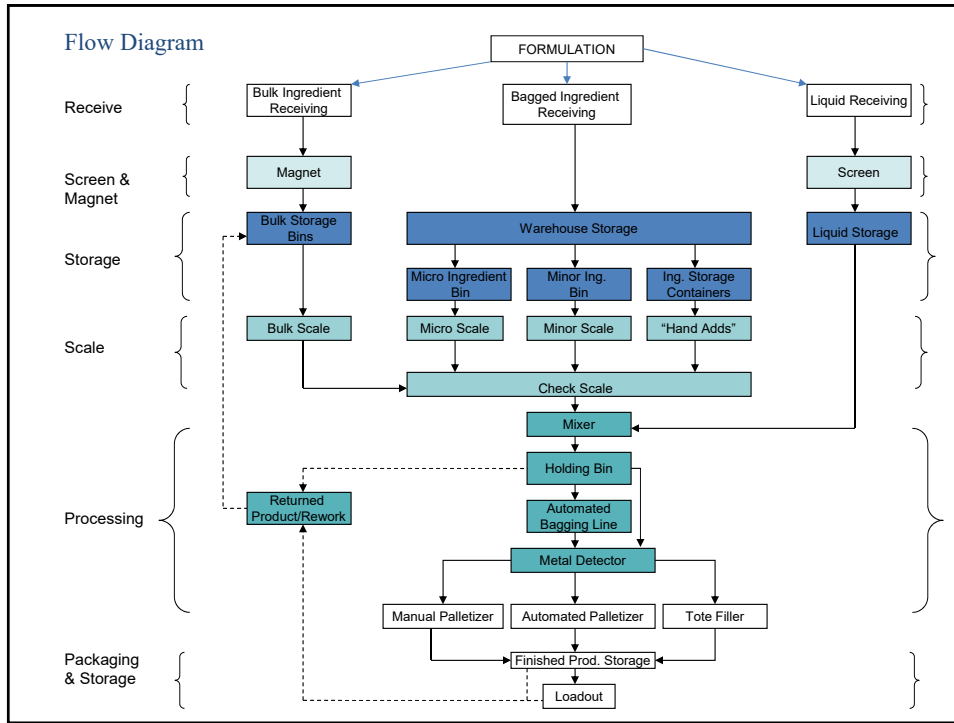 Flow Diagram
FORMULATION
Receive
Bulk Ingredient
Receiving
Bagged Ingredient
Receiving
Liquid Receiving
Screen &
Magnet
Magnet
Screen
Storage
Bulk Storage
Bins
Warehouse Storage
Liquid Storage
Micro Ingredient
Bin
Minor Ing.
Bin
Ing. Storage
Containers
Scale
Bulk Scale
Micro Scale
Minor Scale
“Hand Adds”
Check Scale
Mixer
Processing
Holding Bin
Returned
Product/Rework
Automated
Bagging Line
Metal Detector
Manual Palletizer
Automated Palletizer
Tote Filler
Packaging
& Storage
Finished Prod. Storage
Loadout